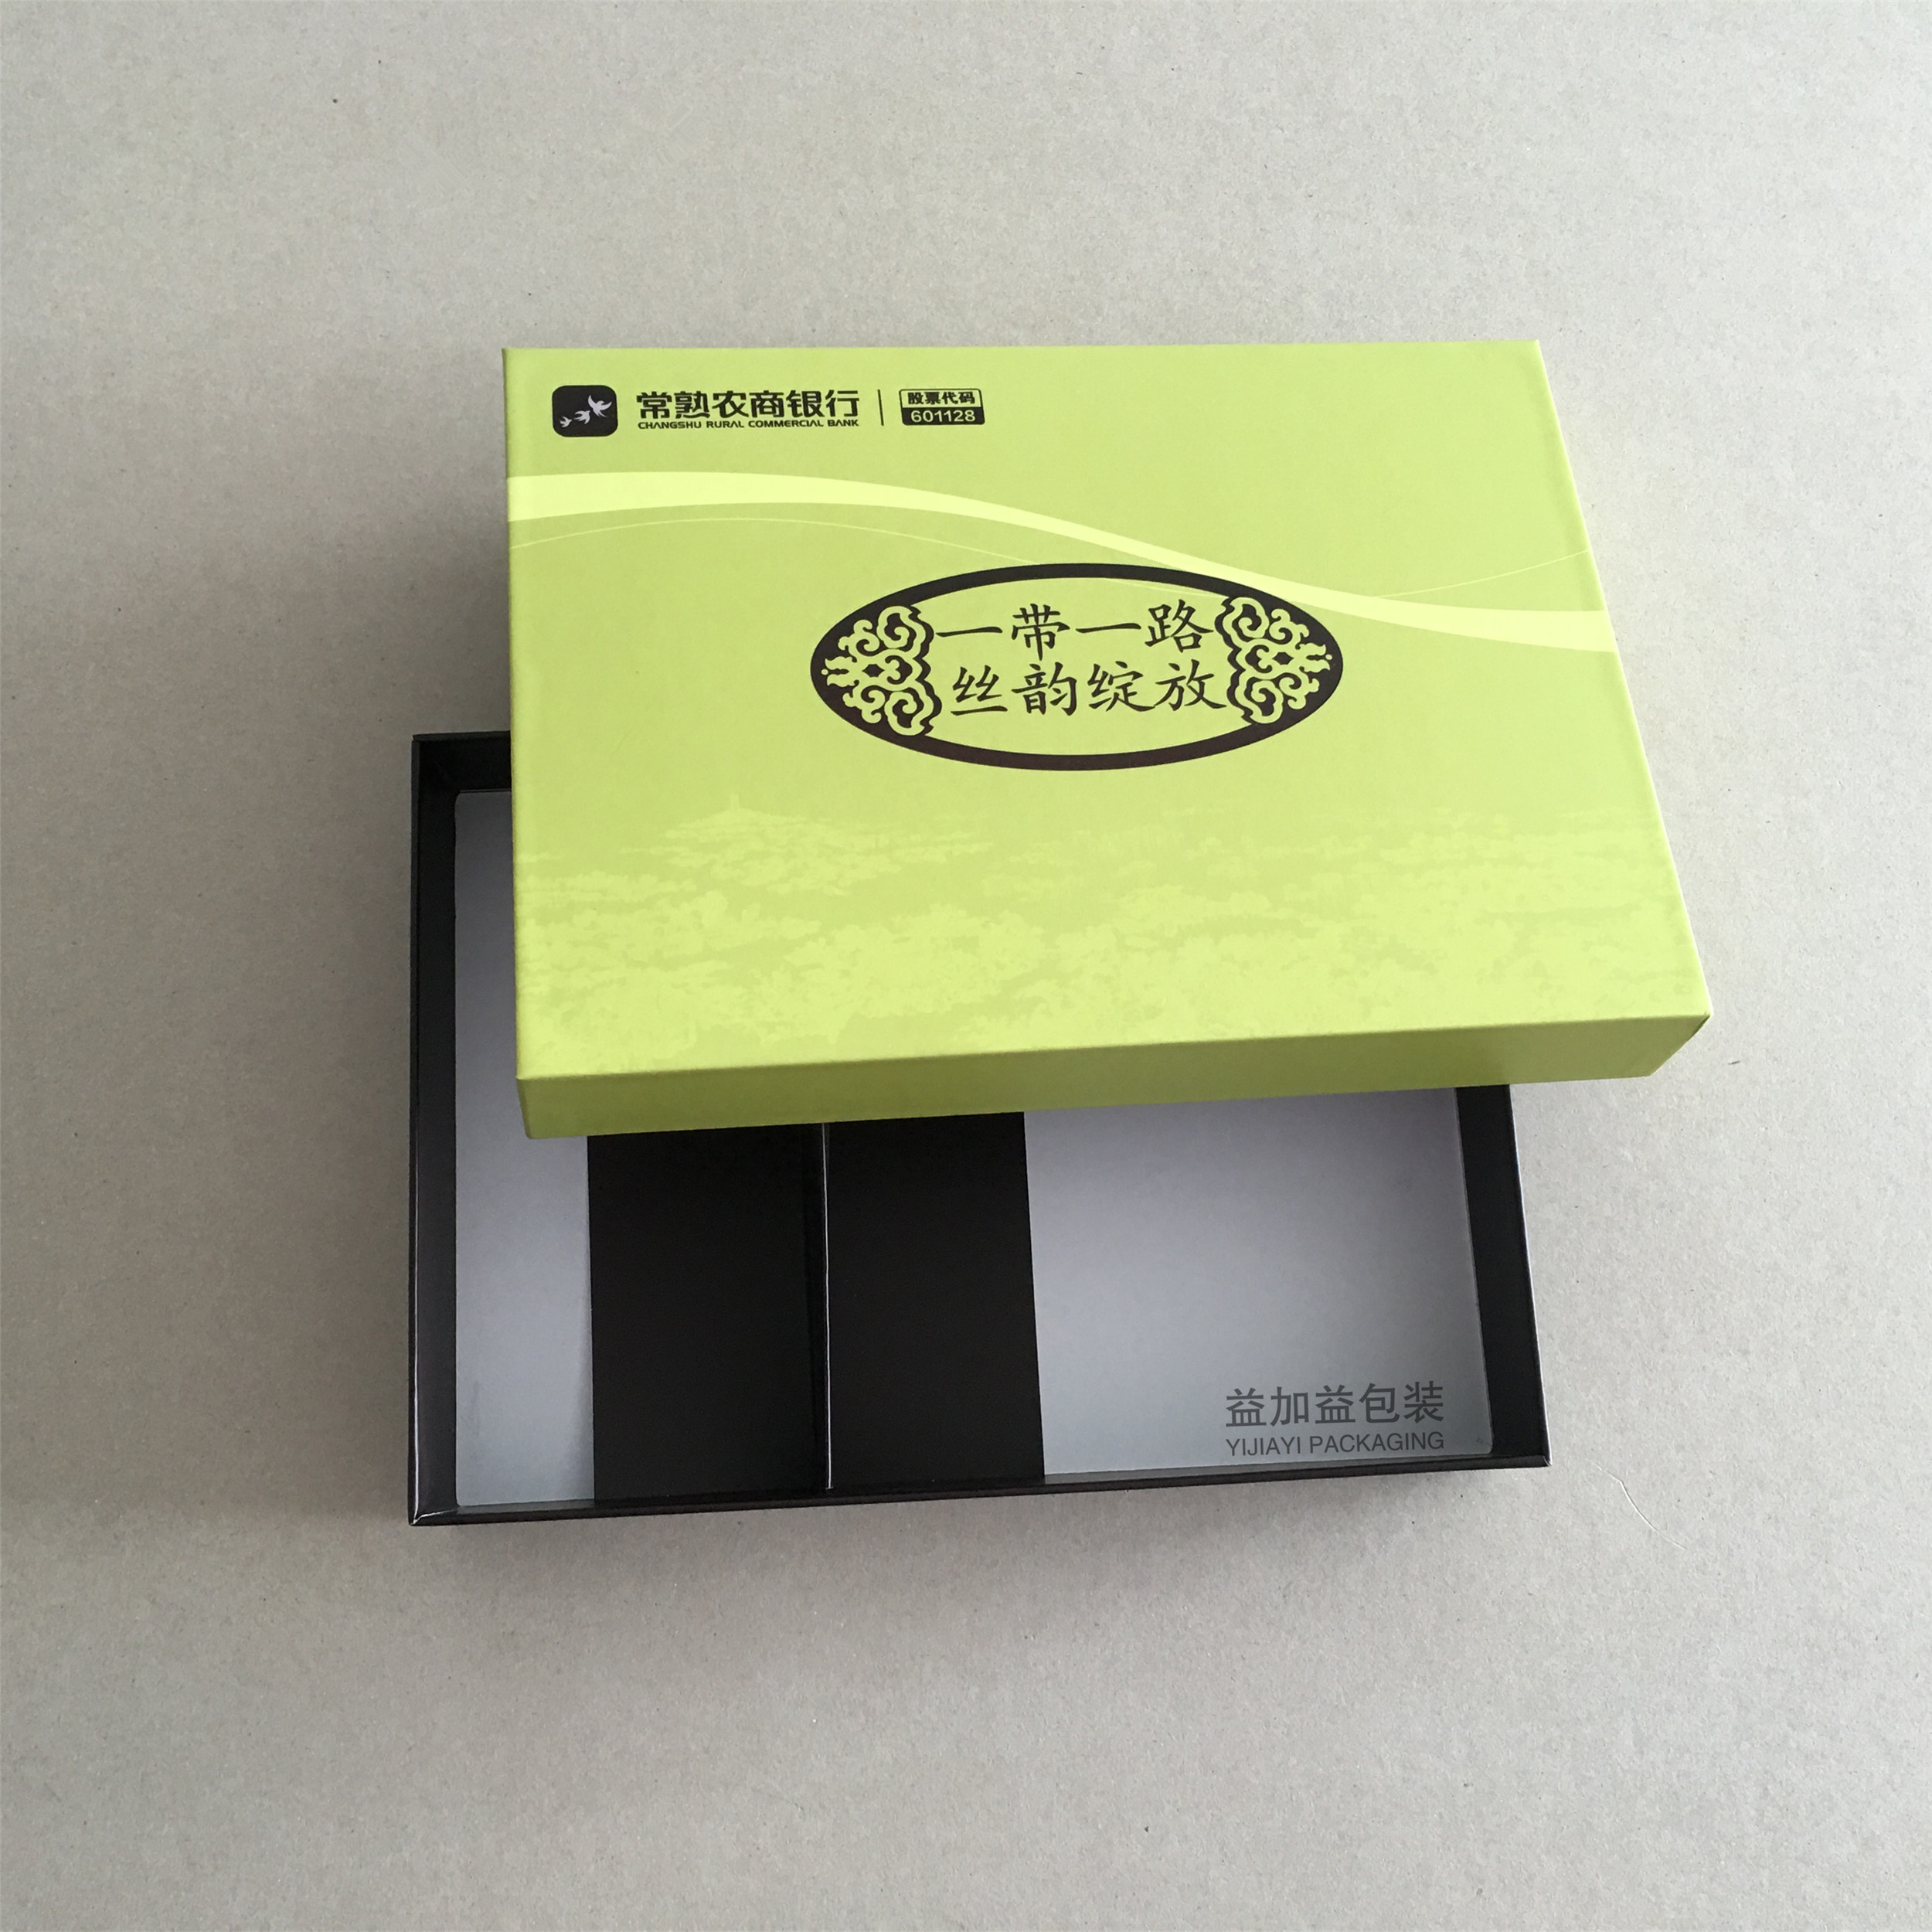 常熟农商银行
CHANGSHU RURAL COMMERCIAL BANK
股票代码
601128
一带一路
丝韵绽放
益加益包装
YIJIAYI PACKAGING